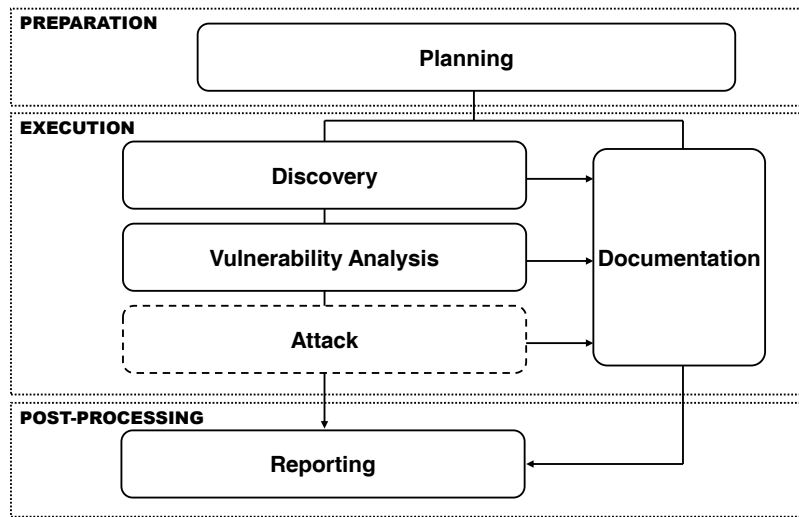 PREPARATION
Planning
EXECUTION
Discovery
Vulnerability Analysis
Documentation
Attack
POST-PROCESSING
Reporting